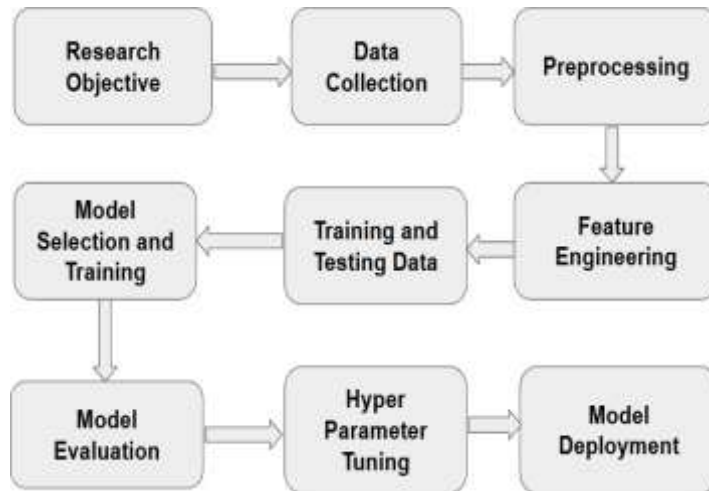 Research
Objective
Data
Collection
Preprocessing
Feature
Engineering
Training and
Testing Data
Model
Selection and
Training
Model
Evaluation
Hyper
Parameter
Tuning
Model
Deployment